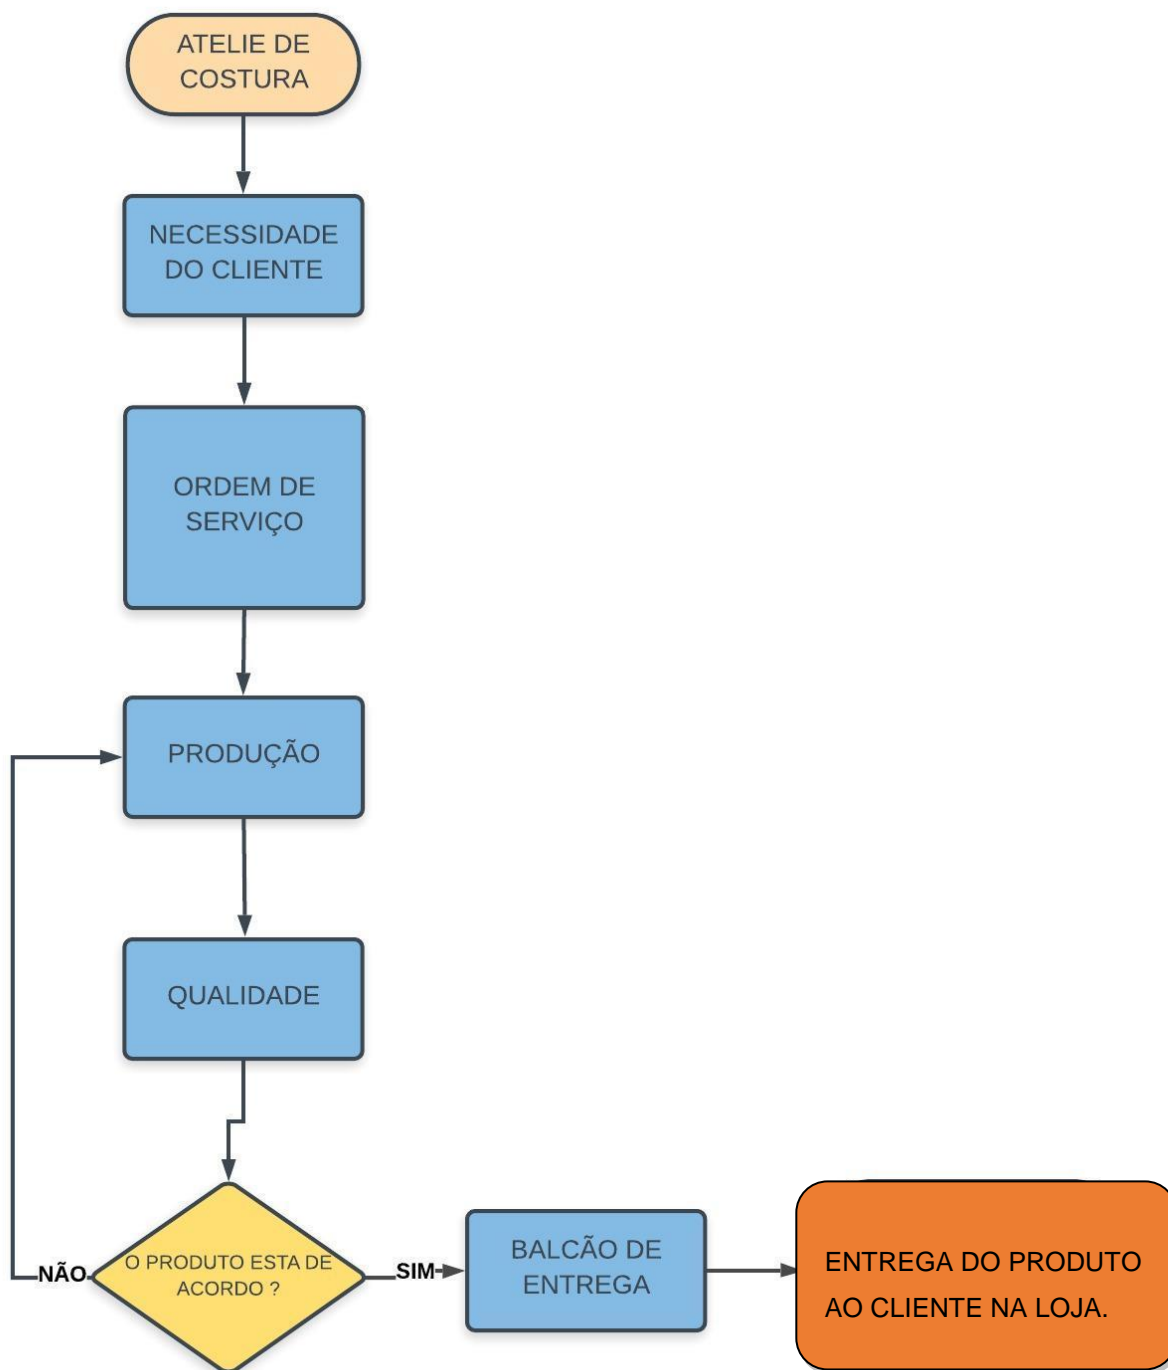 ATELIE DE
COSTURA
NECESSIDADE
DO CLIENTE
ORDEM DE
SERVIÇO
PRODUÇÃO
QUALIDADE
O PRODUTO ESTA DE
ACORDO ?
NÃO
SIM
BALCÃO DE
ENTREGA
ENTREGA DO PRODUTO
AO CLIENTE NA LOJA.